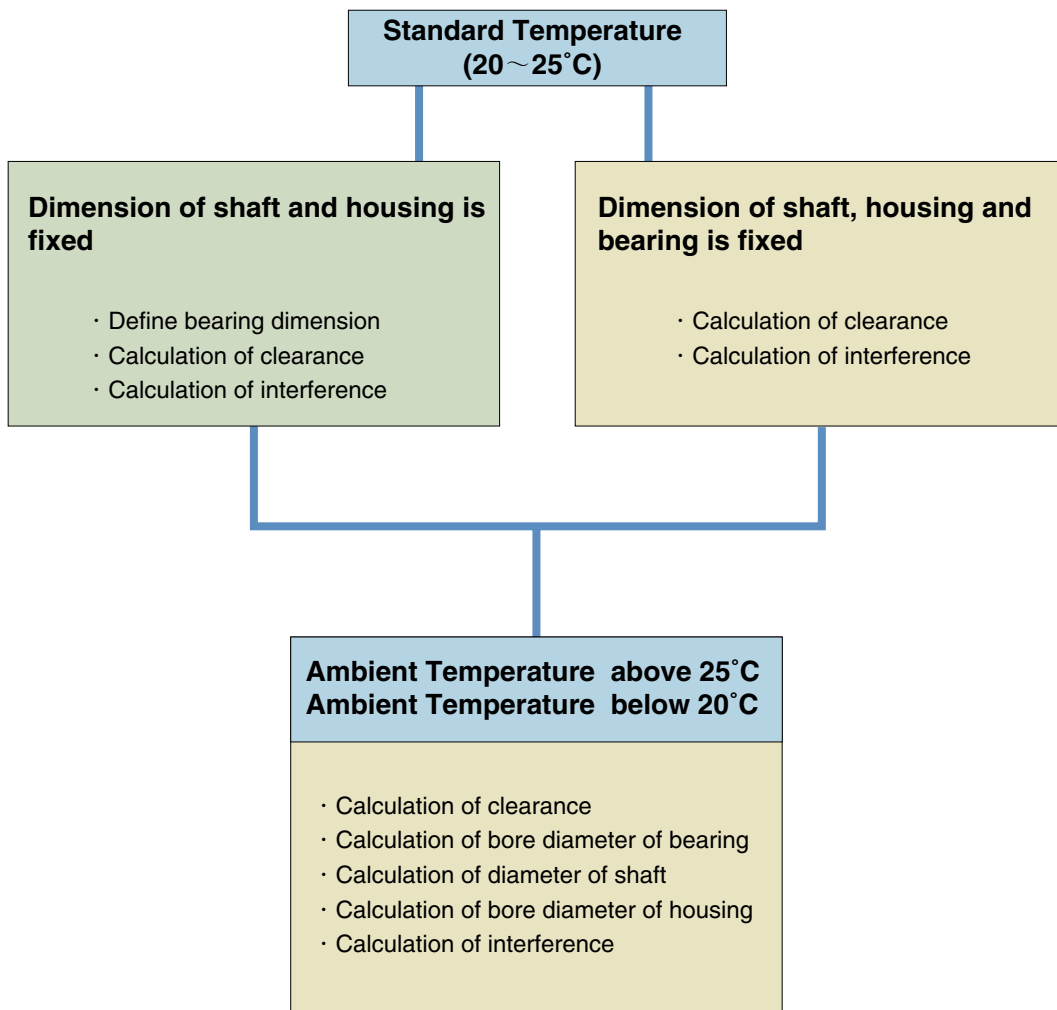 Standard Temperature
(20～25˚C)
Dimension of shaft and housing is
fixed
· Define bearing dimension
· Calculation of clearance
· Calculation of interference
Dimension of shaft, housing and
bearing is fixed
· Calculation of clearance
· Calculation of interference
Ambient Temperature above 25˚C
Ambient Temperature below 20˚C
· Calculation of clearance
· Calculation of bore diameter of bearing
· Calculation of diameter of shaft
· Calculation of bore diameter of housing
· Calculation of interference